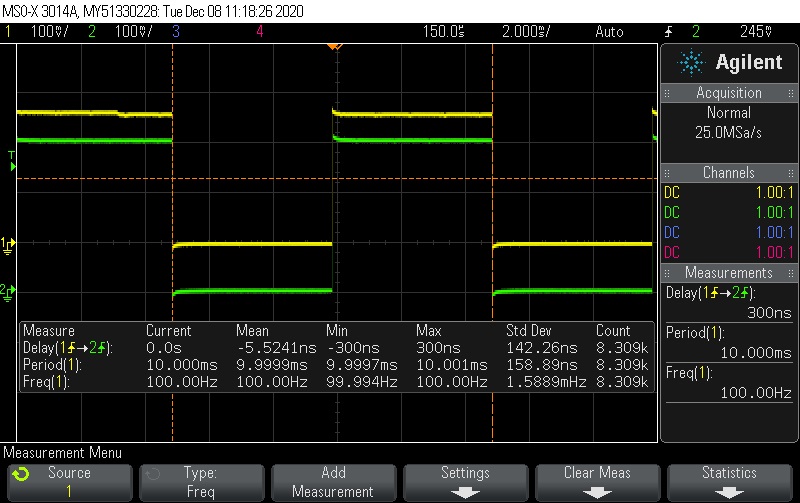 MSO-X 3014A, MY51330228: Tue Dec 08 11:18:26 2020
1 100mV/ 2 100mV/ 3 4 150.0µs 2.000ms/ Auto 2 245mV
Agilent
Acquisition
Normal
25.0MSa/s
Channels
DC 1.00:1
DC 1.00:1
DC 1.00:1
DC 1.00:1
Measurements
Delay(1→2):
300ns
Period(1):
10.000ms
Freq(1):
100.00Hz
T
1
2
Measure Current Mean Min Max Std Dev Count
Delay(1→2): 0.0s -5.5241ns -300ns 300ns 142.26ns 8.309k
Period(1): 10.000ms 9.9999ms 9.9997ms 10.001ms 158.89ns 8.309k
Freq(1): 100.00Hz 100.00Hz 99.994Hz 100.00Hz 1.5889mHz 8.309k
Measurement Menu
Source
1
Type:
Freq
Add
Measurement
Settings
Clear Meas
Statistics